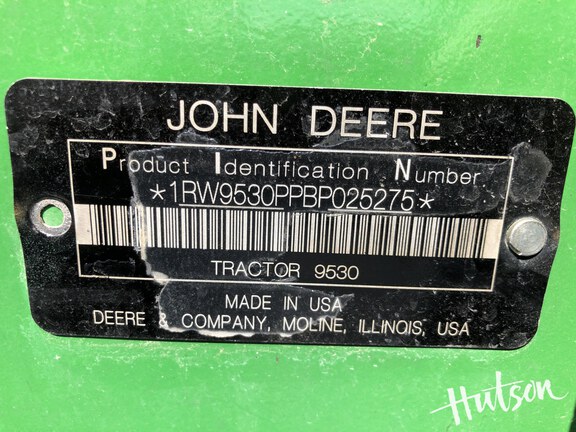 JOHN DEERE
Product Identification Number
*1RW9530PPBP025275*
TRACTOR 9530
MADE IN USA
DEERE & COMPANY, MOLINE, ILLINOIS, USA
Hutson